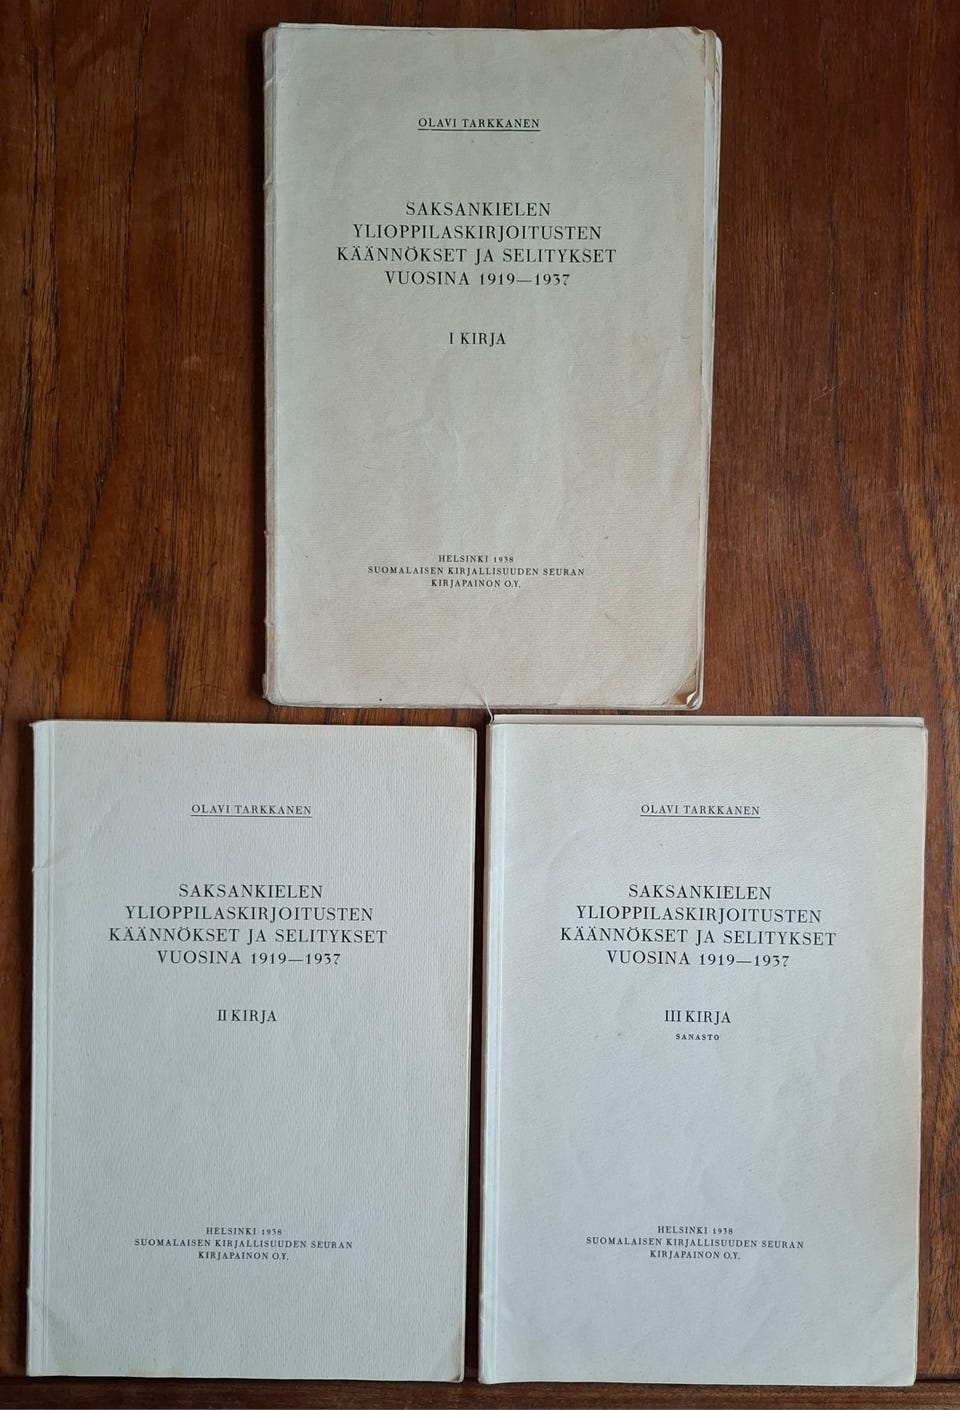 OLAVI TARKKANEN
SAKSANKIELEN
YLIOPPILASKIRJOITUSTEN
KÄÄNNÖKSET JA SELITYKSET
VUOSINA 1919—1937
I KIRJA
HELSINKI 1938
SUOMALAISEN KIRJALLISUUDEN SEURAN
KIRJAPAINON O.Y.
OLAVI TARKKANEN
SAKSANKIELEN
YLIOPPILASKIRJOITUSTEN
KÄÄNNÖKSET JA SELITYKSET
VUOSINA 1919—1937
II KIRJA
HELSINKI 1938
SUOMALAISEN KIRJALLISUUDEN SEURAN
KIRJAPAINON O.Y.
OLAVI TARKKANEN
SAKSANKIELEN
YLIOPPILASKIRJOITUSTEN
KÄÄNNÖKSET JA SELITYKSET
VUOSINA 1919—1937
III KIRJA
SANASTO
HELSINKI 1938
SUOMALAISEN KIRJALLISUUDEN SEURAN
KIRJAPAINON O.Y.